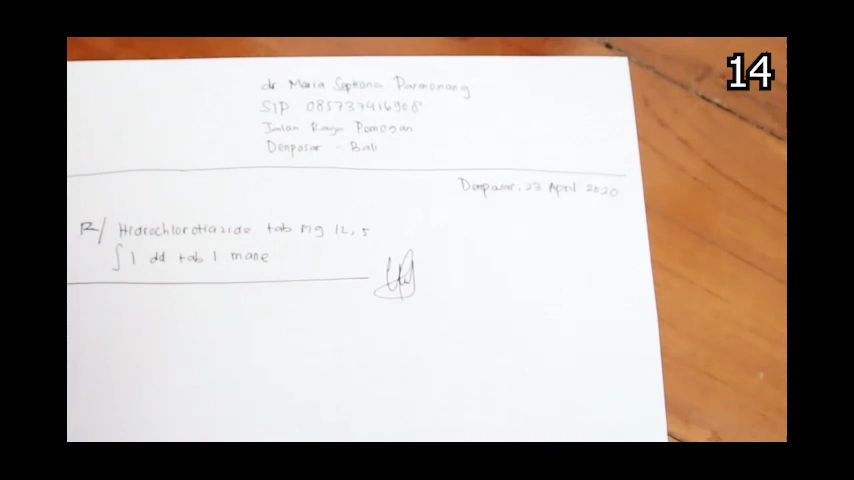 14
dr Maria Septiana Parmonang
SIP 085737416908
Jalan Raya Pemogan
Denpasar - Bali
Denpasar, 23 April 2020
R/ Hidrochlorotiazide tab mg 12,5
∫ 1 dd tab 1 mane